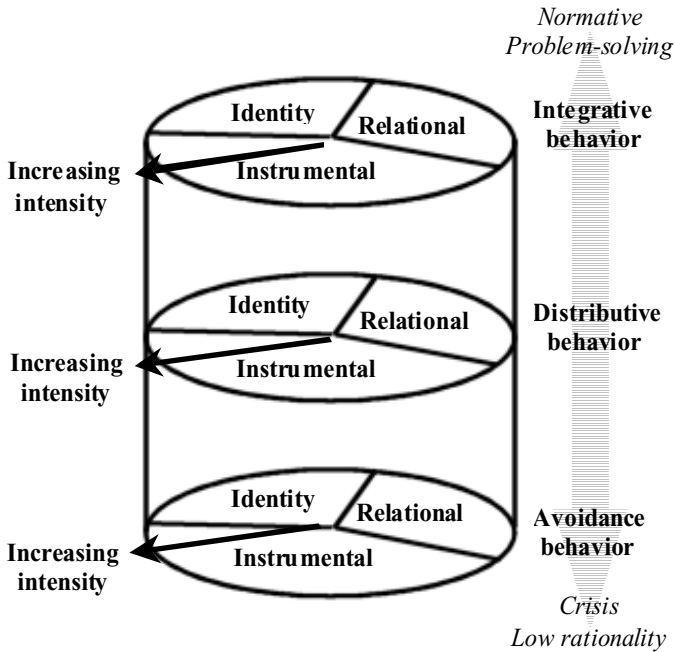 Normative
Problem-solving
Identity
Relational
Integrative
behavior
Increasing
intensity
Instrumental
Identity
Relational
Distributive
behavior
Increasing
intensity
Instrumental
Identity
Relational
Avoidance
behavior
Increasing
intensity
Instrumental
Crisis
Low rationality